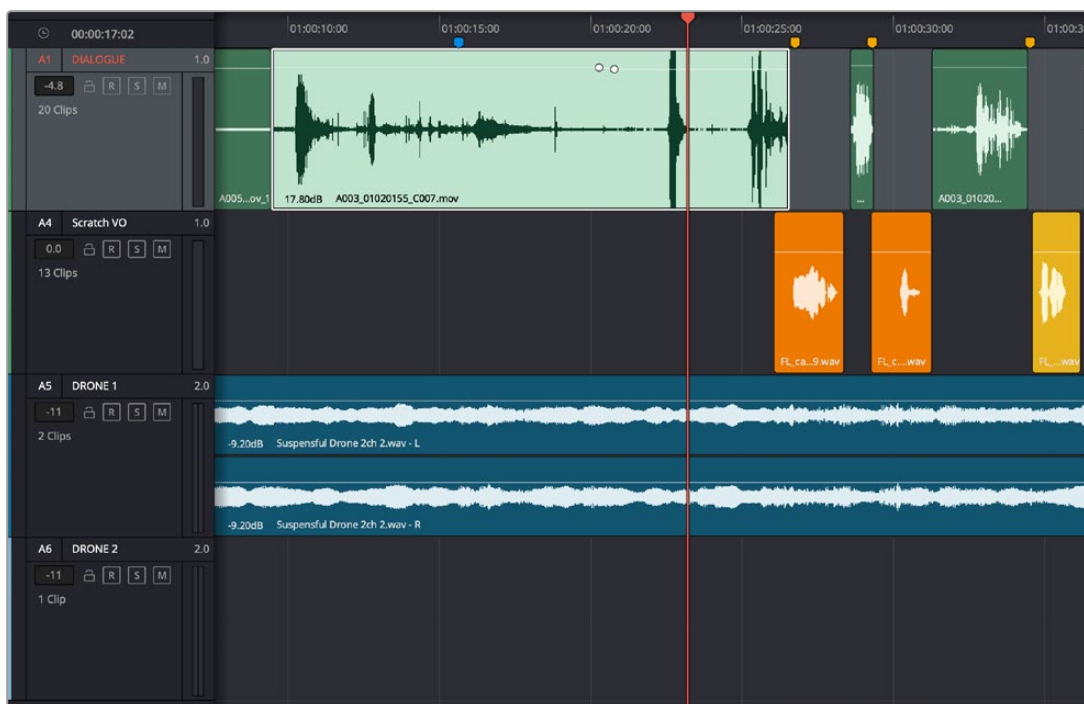 00:00:17:02
01:00:10:00 01:00:15:00 01:00:20:00 01:00:25:00 01:00:30:00 01:00:3
A1 DIALOGUE 1.0
-4.8 R S M
20 Clips
A005...ov_1 17.80dB A003_01020155_C007.mov ... A003_01020...
A4 Scratch VO 1.0
0.0 R S M
13 Clips
FL_ca...9.wav FL_c....wav FL_...wav
A5 DRONE 1 2.0
-11 R S M
2 Clips
-9.20dB Suspensful Drone 2ch 2.wav - L
-9.20dB Suspensful Drone 2ch 2.wav - R
A6 DRONE 2 2.0
-11 R S M
1 Clip